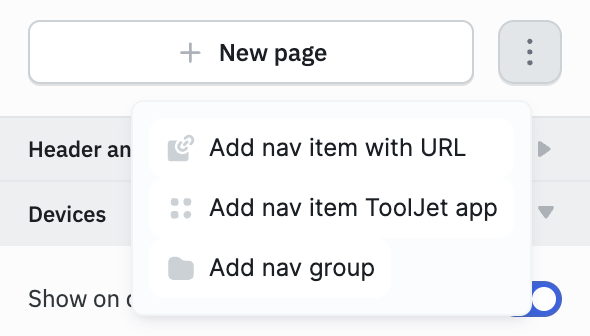 New page
Add nav item with URL
Header an
Add nav item ToolJet app
Devices
Add nav group
Show on